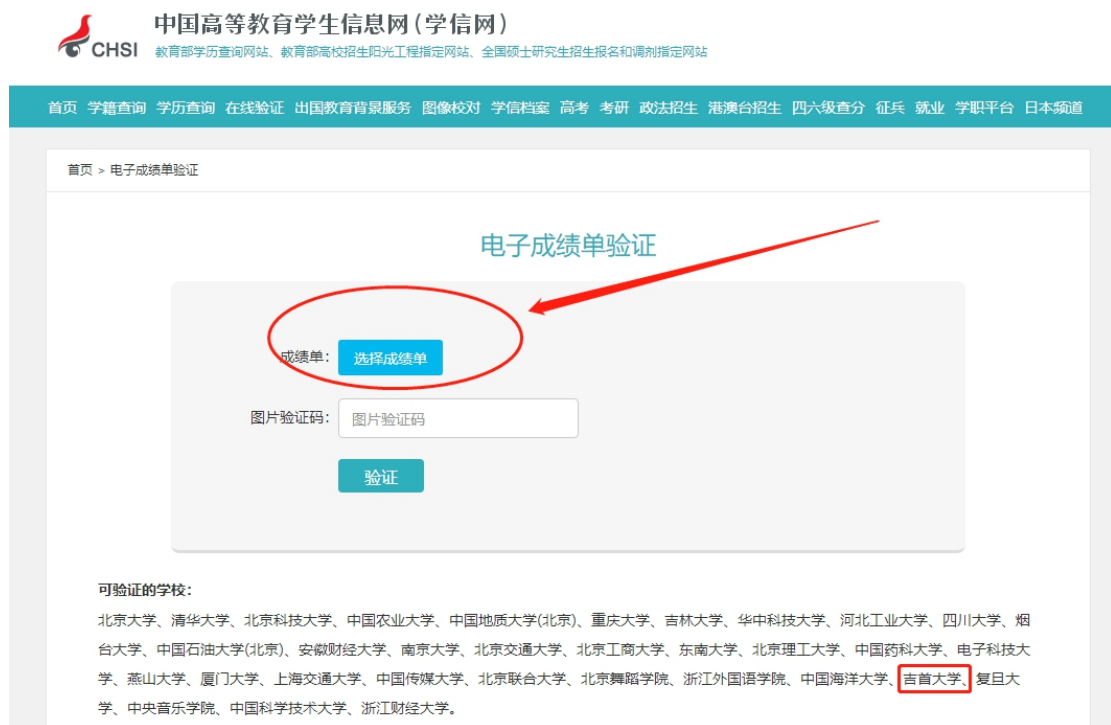 中国高等教育学生信息网(学信网)
CHSI
教育部学历查询网站、教育部高校招生阳光工程指定网站、全国硕士研究生招生报名和调剂指定网站
首页 学籍查询 学历查询 在线验证 出国教育背景服务 图像校对 学信档案 高考 考研 政法招生 港澳台招生 四六级查分 征兵 就业 学职平台 日本频道
首页 > 电子成绩单验证
电子成绩单验证
成绩单: 选择成绩单
图片验证码: 图片验证码
验证
可验证的学校:
北京大学、清华大学、北京科技大学、中国农业大学、中国地质大学(北京)、重庆大学、吉林大学、华中科技大学、河北工业大学、四川大学、烟
台大学、中国石油大学(北京)、安徽财经大学、南京大学、北京交通大学、北京工商大学、东南大学、北京理工大学、中国药科大学、电子科技大
学、燕山大学、厦门大学、上海交通大学、中国传媒大学、北京联合大学、北京舞蹈学院、浙江外国语学院、中国海洋大学、吉首大学、复旦大
学、中央音乐学院、中国科学技术大学、浙江财经大学。